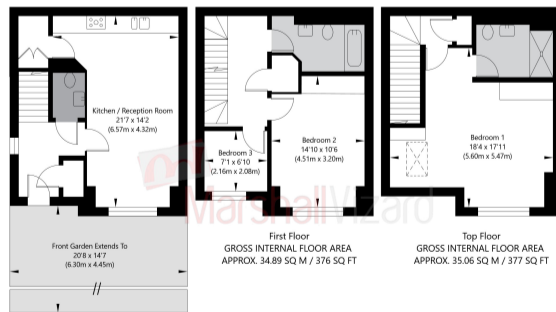 Kitchen / Reception Room
21'7 x 14'2
(6.57m x 4.32m)
Front Garden Extends To
20'8 x 14'7
(6.30m x 4.45m)
Bedroom 3
7'1 x 6'10
(2.16m x 2.08m)
Bedroom 2
14'10 x 10'6
(4.51m x 3.20m)
First Floor
GROSS INTERNAL FLOOR AREA
APPROX. 34.89 SQ M / 376 SQ FT
Bedroom 1
18'4 x 17'11
(5.60m x 5.47m)
Top Floor
GROSS INTERNAL FLOOR AREA
APPROX. 35.06 SQ M / 377 SQ FT
MarshallVizard